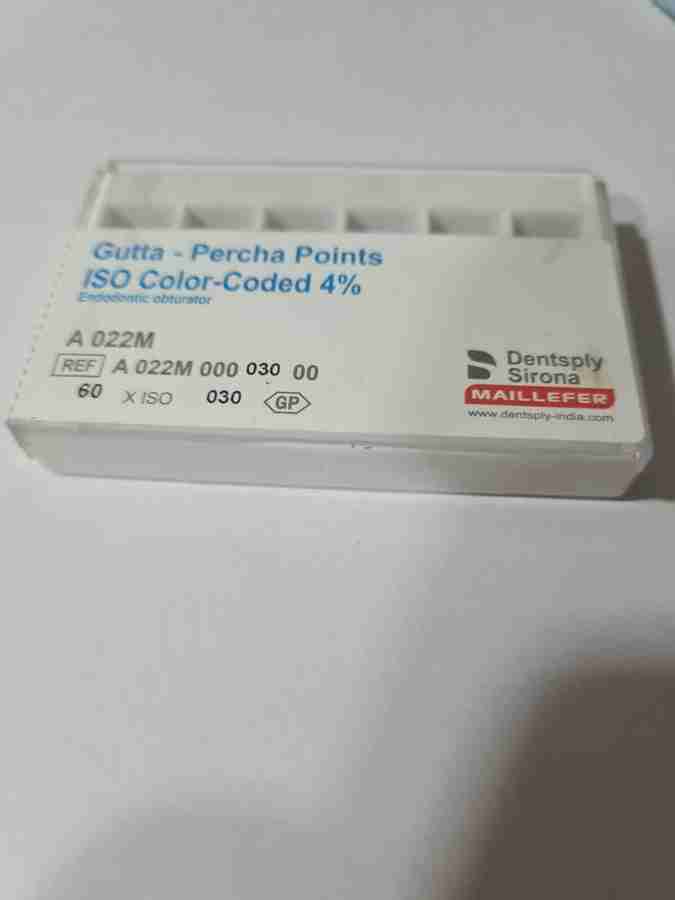 Gutta - Percha Points
ISO Color-Coded 4%
Endodontic obturator
A 022M
REF A 022M 000 030 00
60 X ISO 030 GP
Dentsply
Sirona
MAILLEFER
www.dentsply-india.com